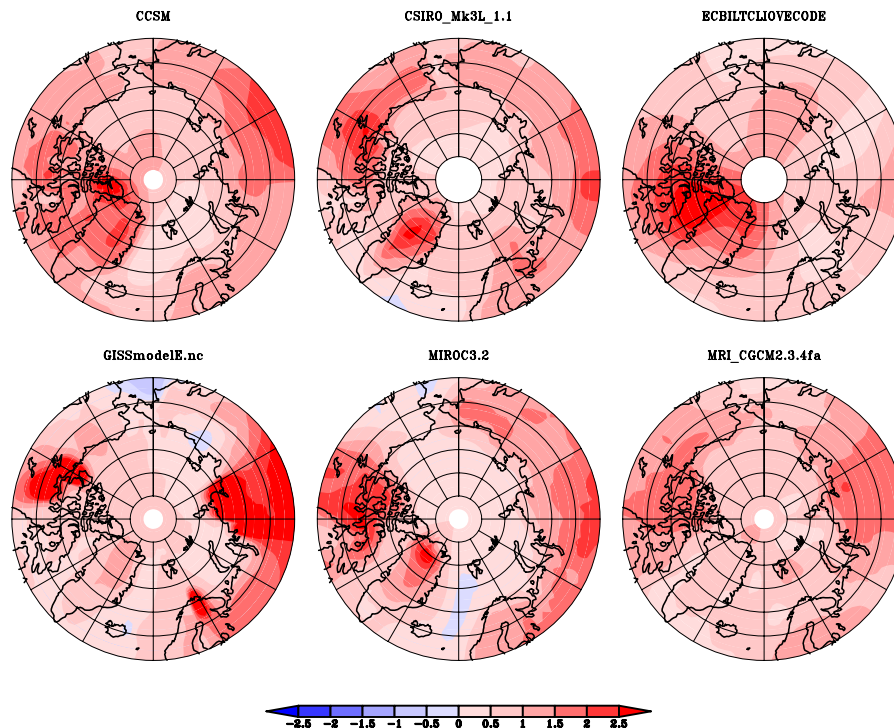 CCSM CSIRO_Mk3L_1.1 ECBILTCLIOVECODE
GISSmodelE.nc MIROC3.2 MRI_CGCM2.3.4fa
-2.5 -2 -1.5 -1 -0.5 0 0.5 1 1.5 2 2.5